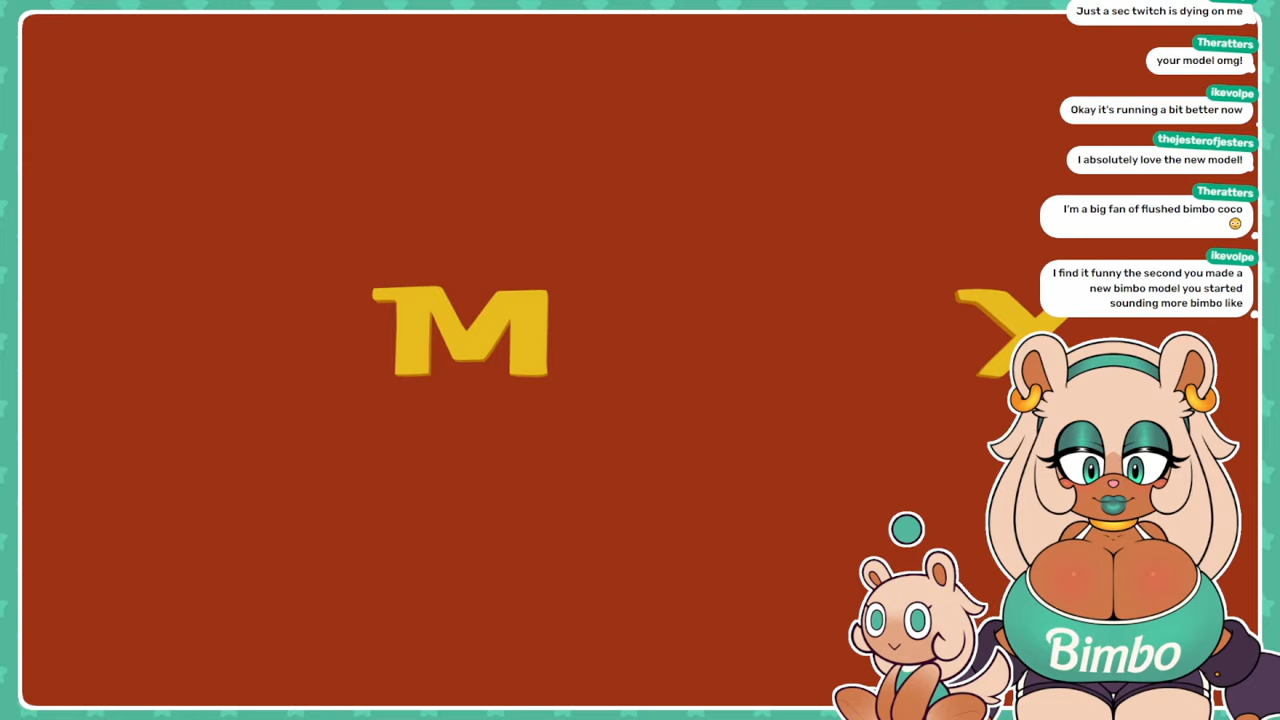 Just a sec twitch is dying on me
Theratters
your model omg!
ikevolpe
Okay it's running a bit better now
thejesterofjesters
I absolutely love the new model!
Theratters
I'm a big fan of flushed bimbo coco
😳
ikevolpe
I find it funny the second you made a
new bimbo model you started
sounding more bimbo like
M X
Bimbo